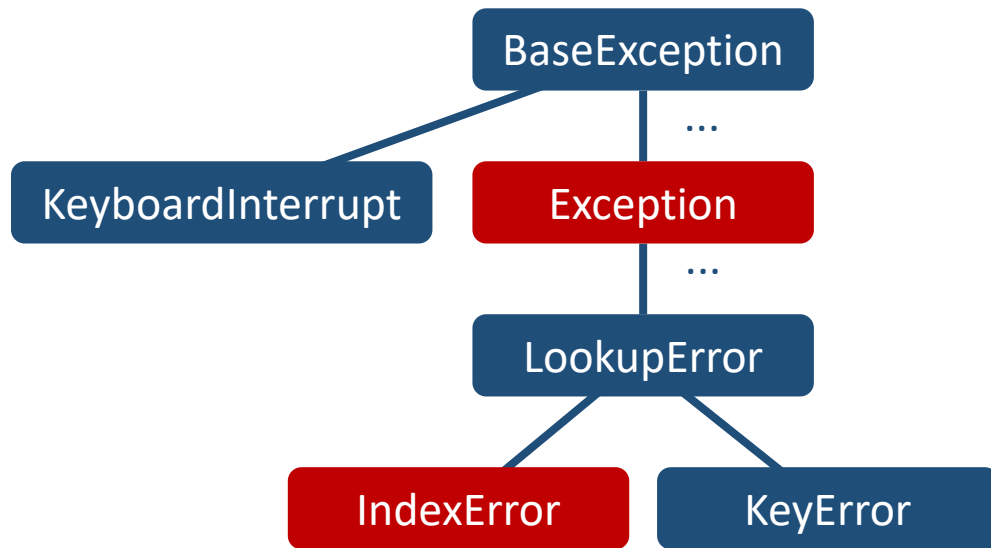 BaseException
...
KeyboardInterrupt
Exception
...
LookupError
IndexError
KeyError